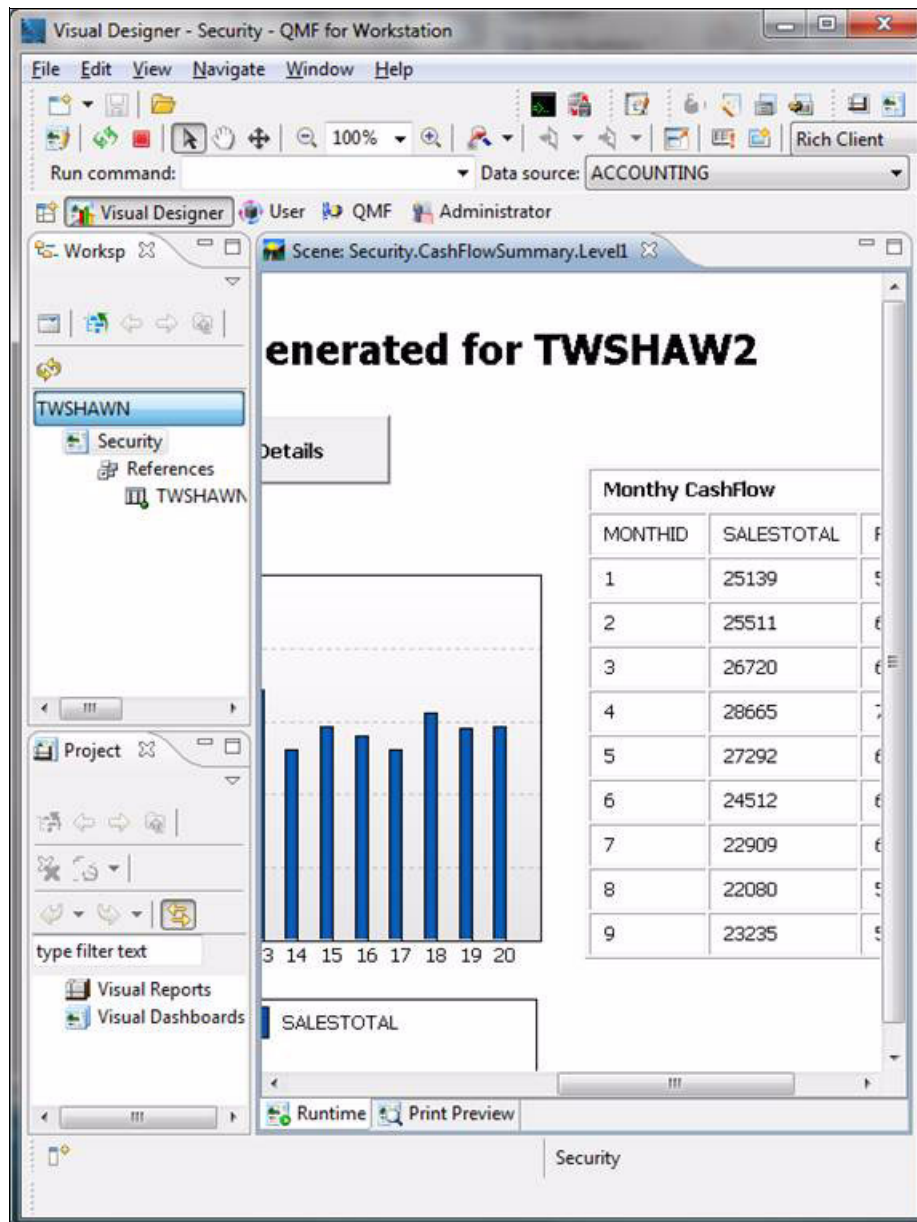 Visual Designer - Security - QMF for Workstation
File Edit View Navigate Window Help
100% Rich Client
Run command: Data source: ACCOUNTING
Visual Designer User QMF Administrator
Worksp
Scene: Security.CashFlowSummary.Level1
enerated for TWSHAW2
TWSHAWN
Security
References
TWSHAWN
Details
Monthy CashFlow
MONTHID SALESTOTAL
1 25139
2 25511
3 26720
4 28665
5 27292
6 24512
7 22909
8 22080
9 23235
Project
type filter text
Visual Reports
Visual Dashboards
3 14 15 16 17 18 19 20
SALESTOTAL
Runtime Print Preview
Security